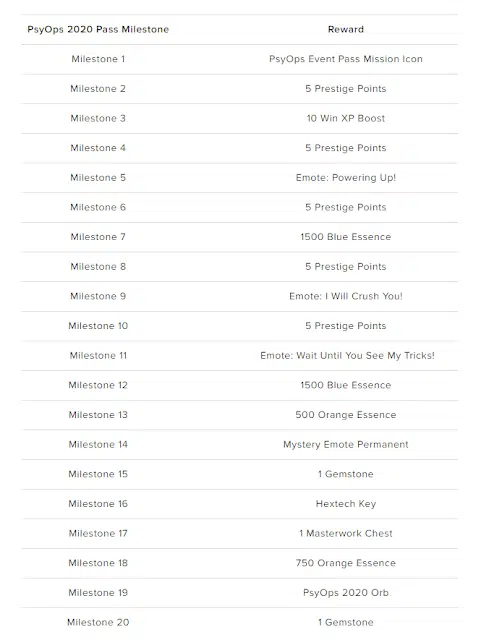 PsyOps 2020 Pass Milestone Reward
Milestone 1 PsyOps Event Pass Mission Icon
Milestone 2 5 Prestige Points
Milestone 3 10 Win XP Boost
Milestone 4 5 Prestige Points
Milestone 5 Emote: Powering Up!
Milestone 6 5 Prestige Points
Milestone 7 1500 Blue Essence
Milestone 8 5 Prestige Points
Milestone 9 Emote: I Will Crush You!
Milestone 10 5 Prestige Points
Milestone 11 Emote: Wait Until You See My Tricks!
Milestone 12 1500 Blue Essence
Milestone 13 500 Orange Essence
Milestone 14 Mystery Emote Permanent
Milestone 15 1 Gemstone
Milestone 16 Hextech Key
Milestone 17 1 Masterwork Chest
Milestone 18 750 Orange Essence
Milestone 19 PsyOps 2020 Orb
Milestone 20 1 Gemstone